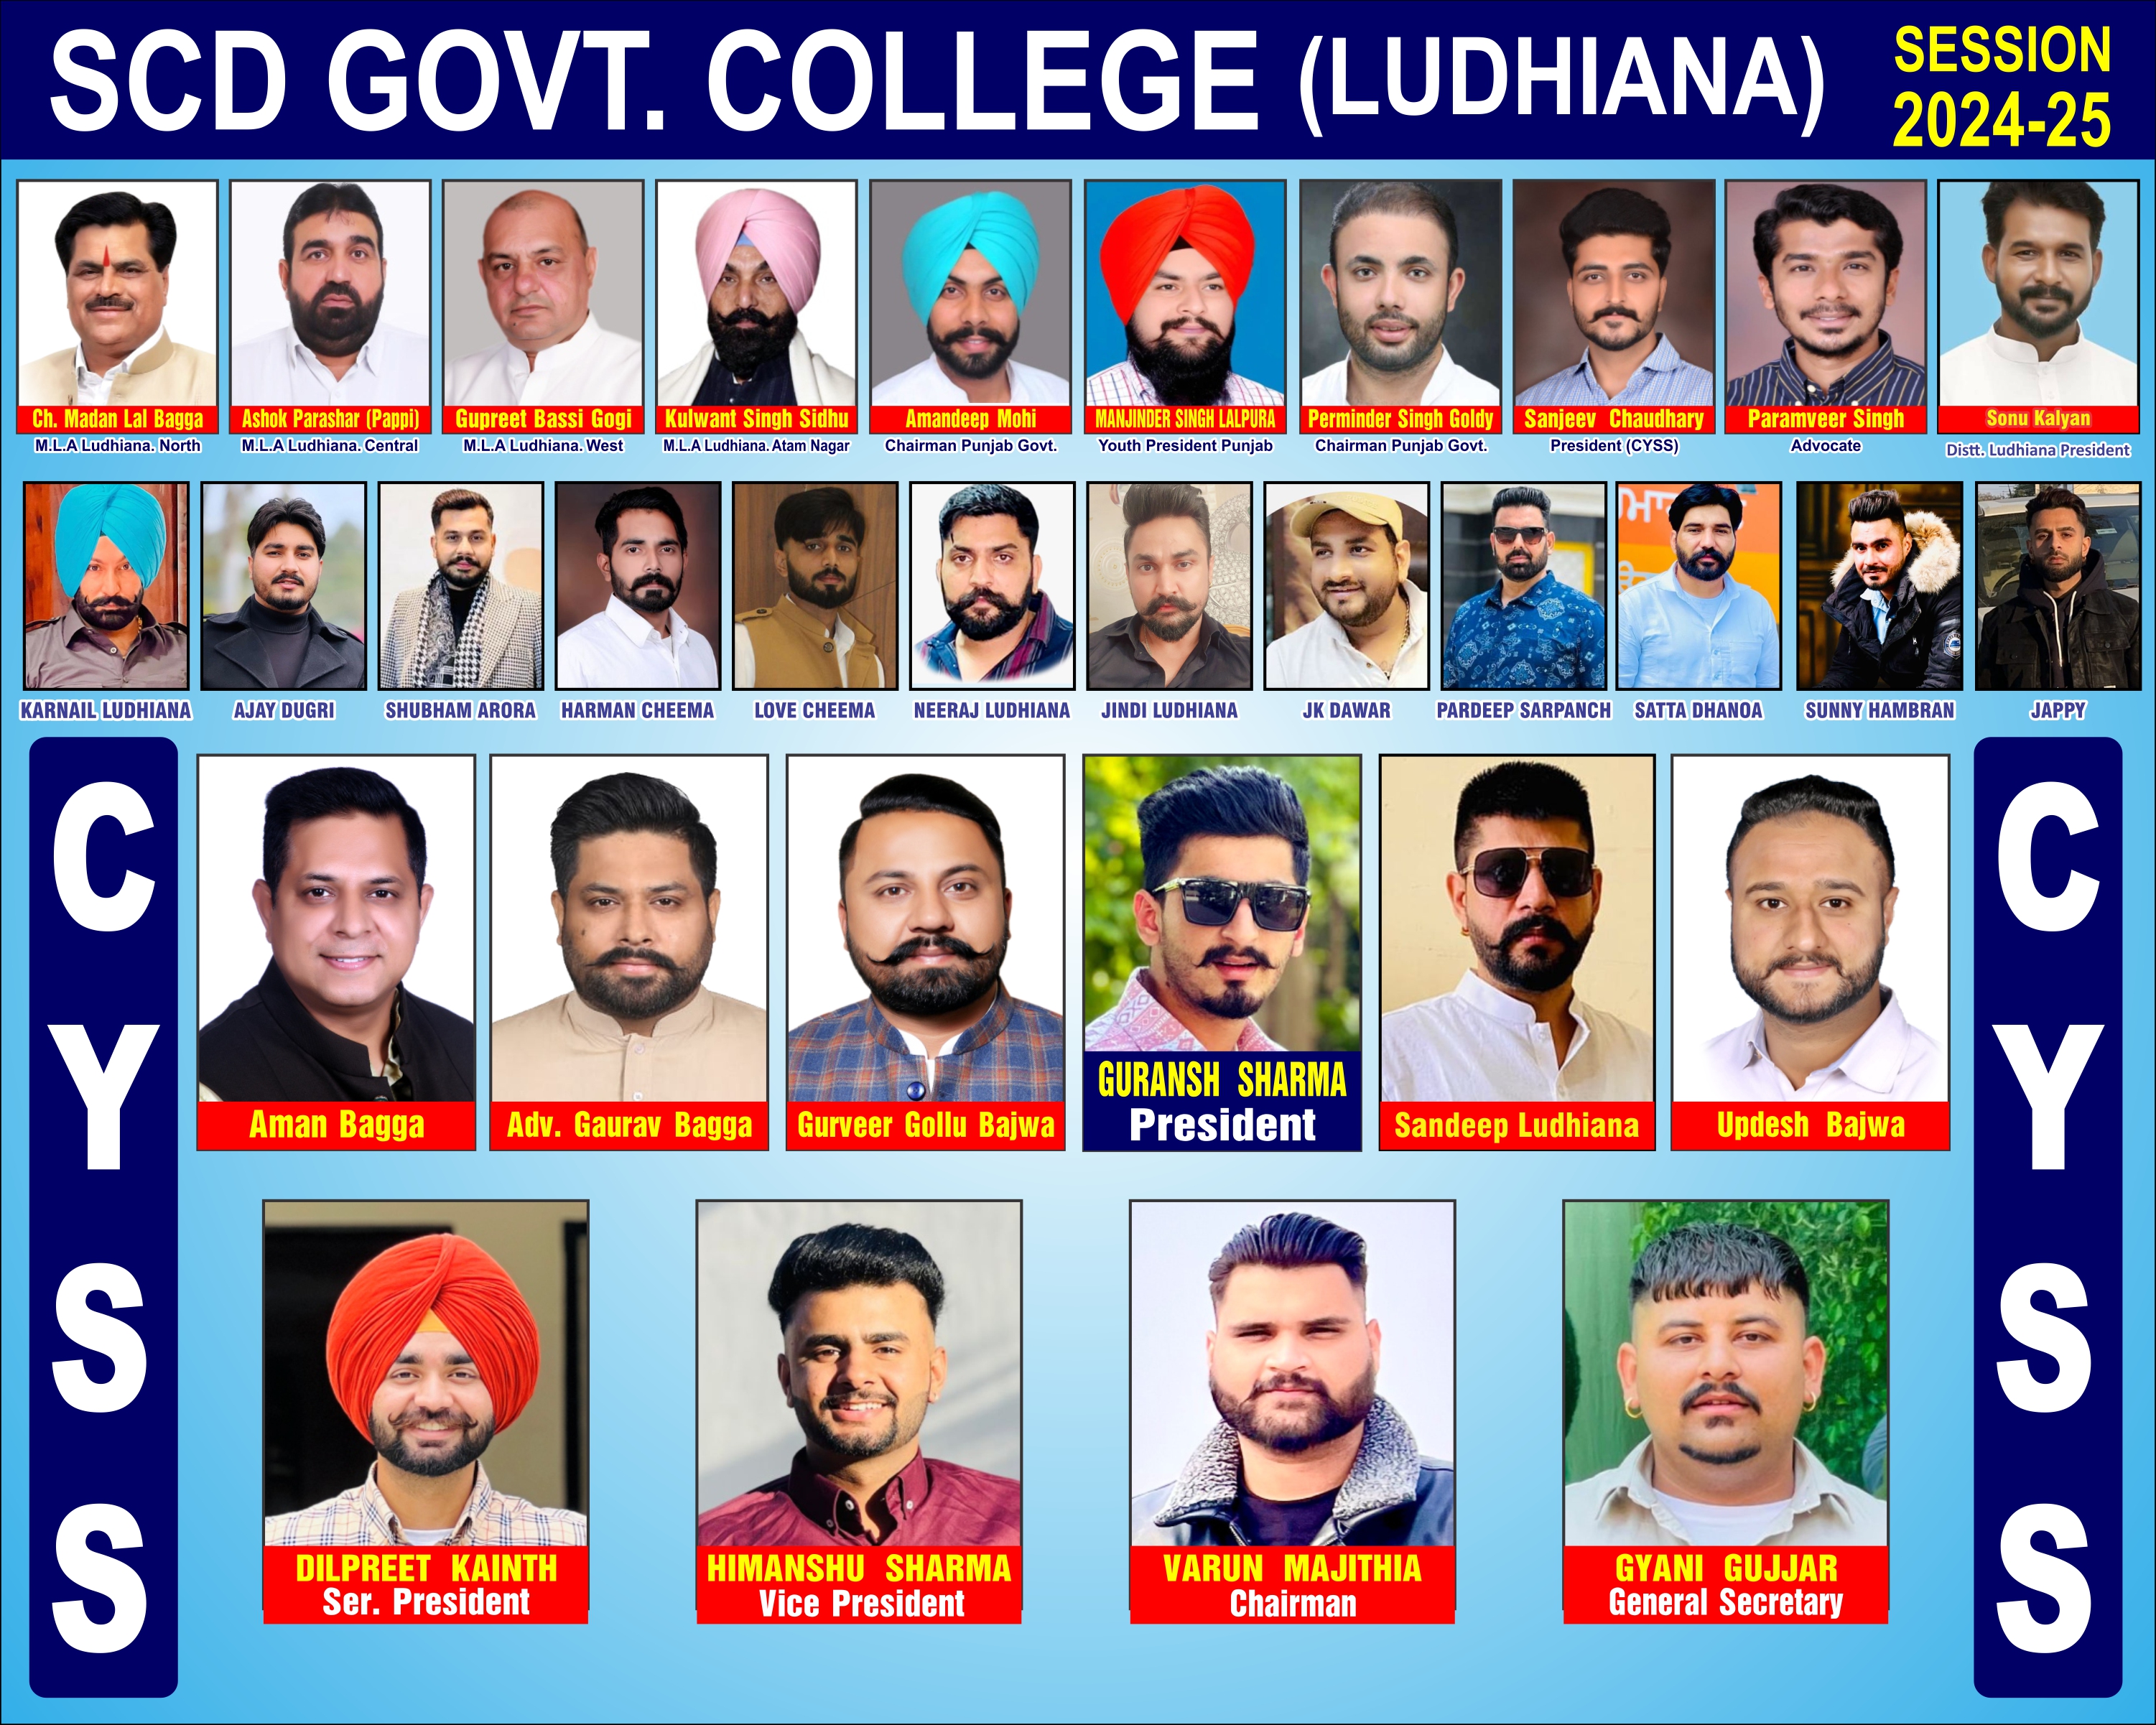 SCD GOVT. COLLEGE (LUDHIANA)
SESSION
2024-25
Ch. Madan Lal Bagga
M.L.A Ludhiana. North
Ashok Parashar (Pappi)
M.L.A Ludhiana. Central
Gupreet Bassi Gogi
M.L.A Ludhiana. West
Kulwant Singh Sidhu
M.L.A Ludhiana. Atam Nagar
Amandeep Mohi
Chairman Punjab Govt.
MANJINDER SINGH LALPURA
Youth President Punjab
Perminder Singh Goldy
Chairman Punjab Govt.
Sanjeev Chaudhary
President (CYSS)
Paramveer Singh
Advocate
Sonu Kalyan
Distt. Ludhiana President
KARNAIL LUDHIANA
AJAY DUGRI
SHUBHAM ARORA
HARMAN CHEEMA
LOVE CHEEMA
NEERAJ LUDHIANA
JINDI LUDHIANA
JK DAWAR
PARDEEP SARPANCH
SATTA DHANOA
SUNNY HAMBRAN
JAPPY
C
Y
S
S
Aman Bagga
Adv. Gaurav Bagga
Gurveer Gollu Bajwa
GURANSH SHARMA
President
Sandeep Ludhiana
Updesh Bajwa
DILPREET KAINTH
Ser. President
HIMANSHU SHARMA
Vice President
VARUN MAJITHIA
Chairman
GYANI GUJJAR
General Secretary
C
Y
S
S